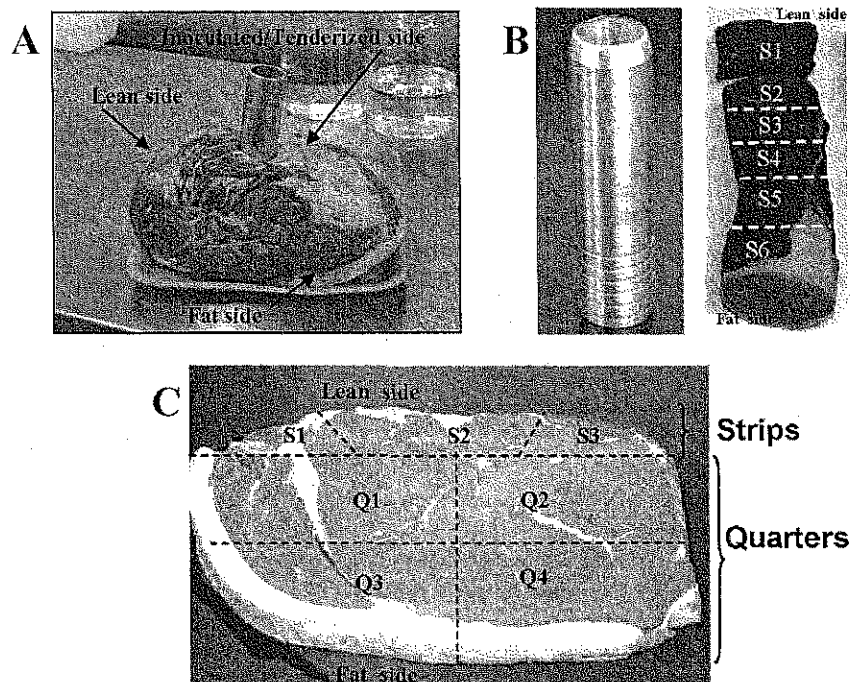 A
Inoculated/Tenderized side
Lean side
Fat side
B
Lean side
S1
S2
S3
S4
S5
S6
Fat side
C
Lean side
S1
S2
S3
Strips
Q1
Q2
Quarters
Q3
Q4
Fat side